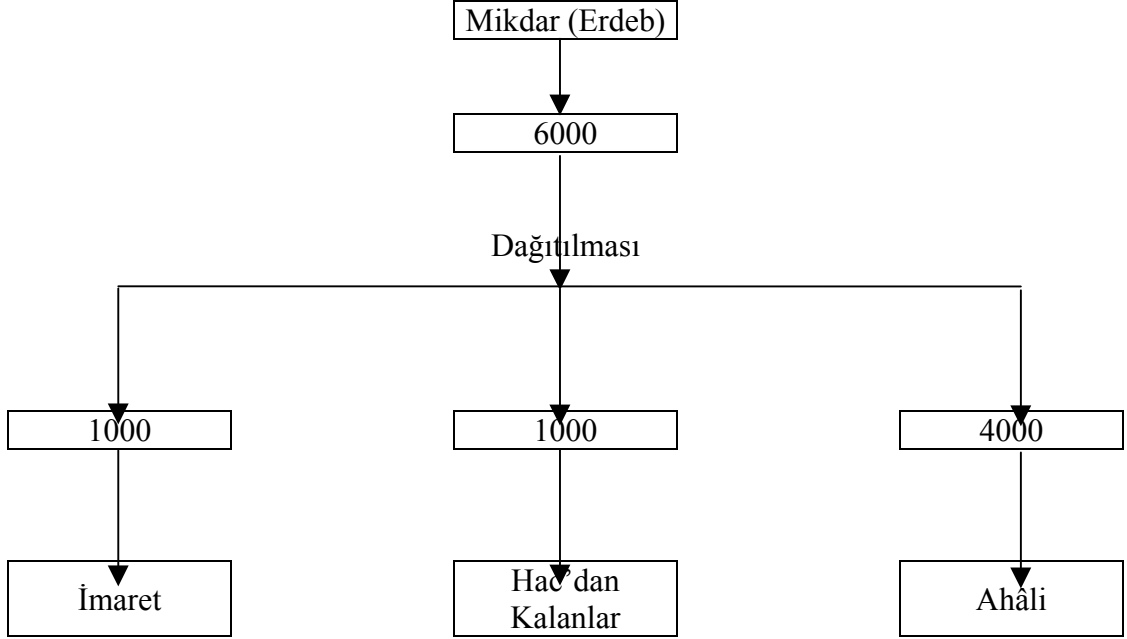 Mikdar (Erdeb)
6000
Dağıtılması
1000
1000
4000
İmaret
Hac’dan
Kalanlar
Ahâli